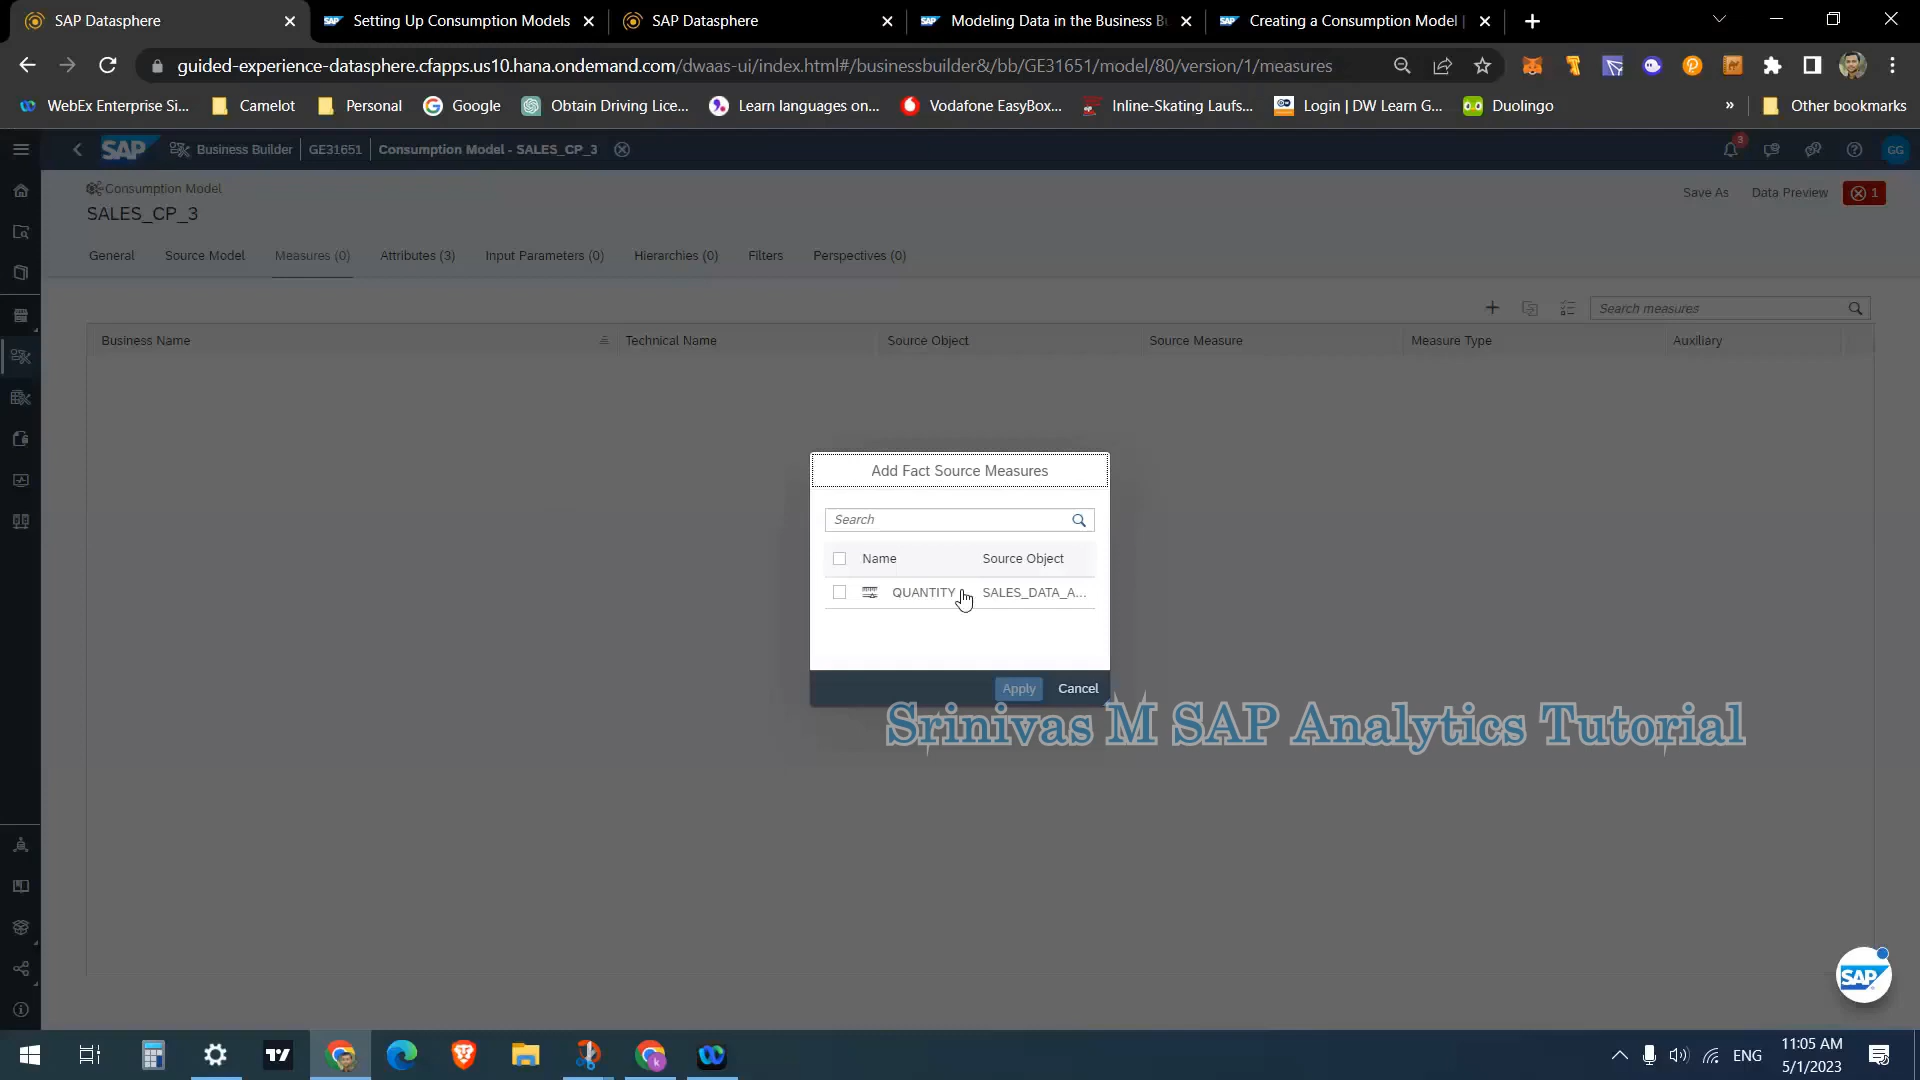 SAP Datasphere
Setting Up Consumption Models
SAP Datasphere
Modeling Data in the Business B
Creating a Consumption Model |
guided-experience-datasphere.cfapps.us10.hana.ondemand.com/dwaas-ui/index.html#/businessbuilder&/bb/GE31651/model/80/version/1/measures
WebEx Enterprise Si...
Camelot
Personal
Google
Obtain Driving Lice...
Learn languages on...
Vodafone EasyBox...
Inline-Skating Laufs...
Login | DW Learn G...
Duolingo
»
Other bookmarks
SAP
Business Builder
GE31651
Consumption Model - SALES_CP_3
3
GG
Consumption Model
SALES_CP_3
Save As
Data Preview
1
General
Source Model
Measures (0)
Attributes (3)
Input Parameters (0)
Hierarchies (0)
Filters
Perspectives (0)
Search measures
Business Name
Technical Name
Source Object
Source Measure
Measure Type
Auxiliary
Add Fact Source Measures
Search
Name
Source Object
QUANTITY
SALES_DATA_A...
Apply
Cancel
Srinivas M SAP Analytics Tutorial
SAP
ENG
11:05 AM
5/1/2023